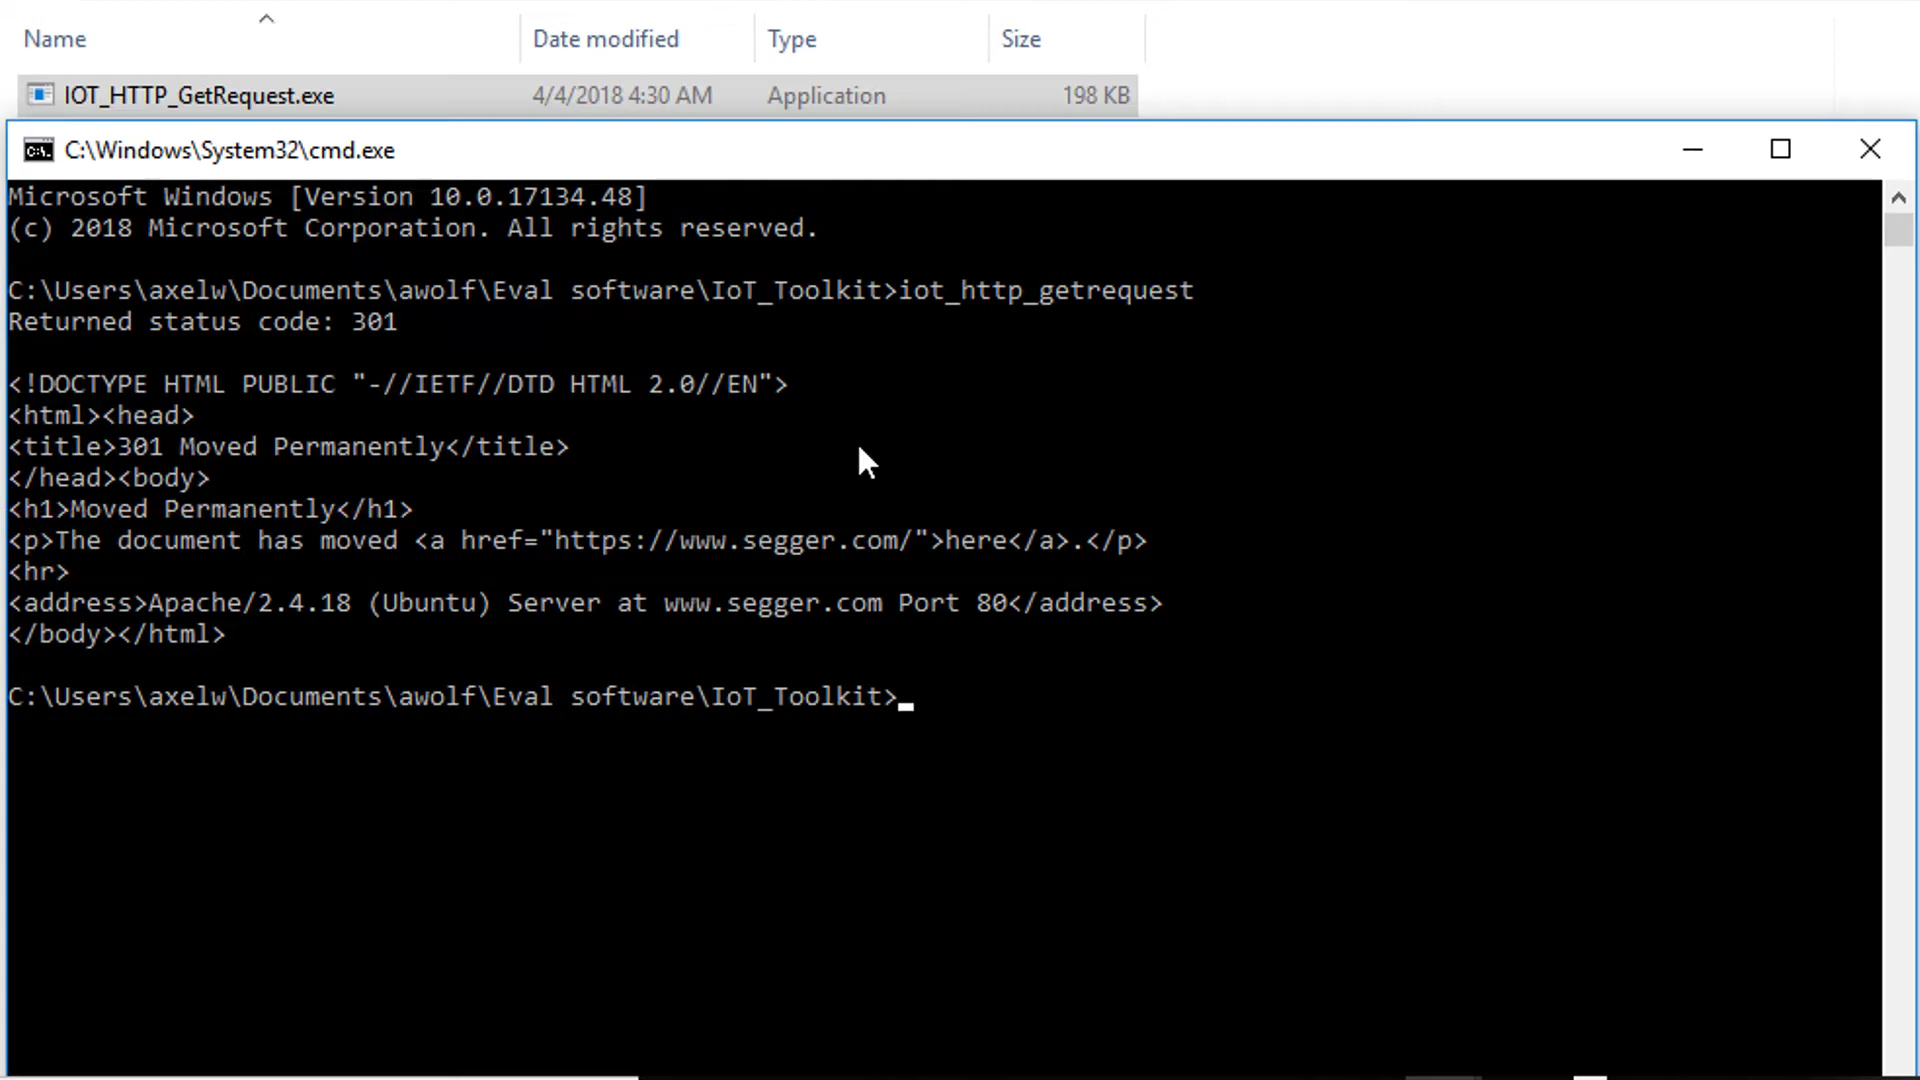 Name Date modified Type Size
IOT_HTTP_GetRequest.exe 4/4/2018 4:30 AM Application 198 KB
C:\Windows\System32\cmd.exe
Microsoft Windows [Version 10.0.17134.48]
(c) 2018 Microsoft Corporation. All rights reserved.
C:\Users\axelw\Documents\awolf\Eval software\IoT_Toolkit>iot_http_getrequest
Returned status code: 301
<!DOCTYPE HTML PUBLIC "-//IETF//DTD HTML 2.0//EN">
<html><head>
<title>301 Moved Permanently</title>
</head><body>
<h1>Moved Permanently</h1>
<p>The document has moved <a href="https://www.segger.com/">here</a>.</p>
<hr>
<address>Apache/2.4.18 (Ubuntu) Server at www.segger.com Port 80</address>
</body></html>
C:\Users\axelw\Documents\awolf\Eval software\IoT_Toolkit>